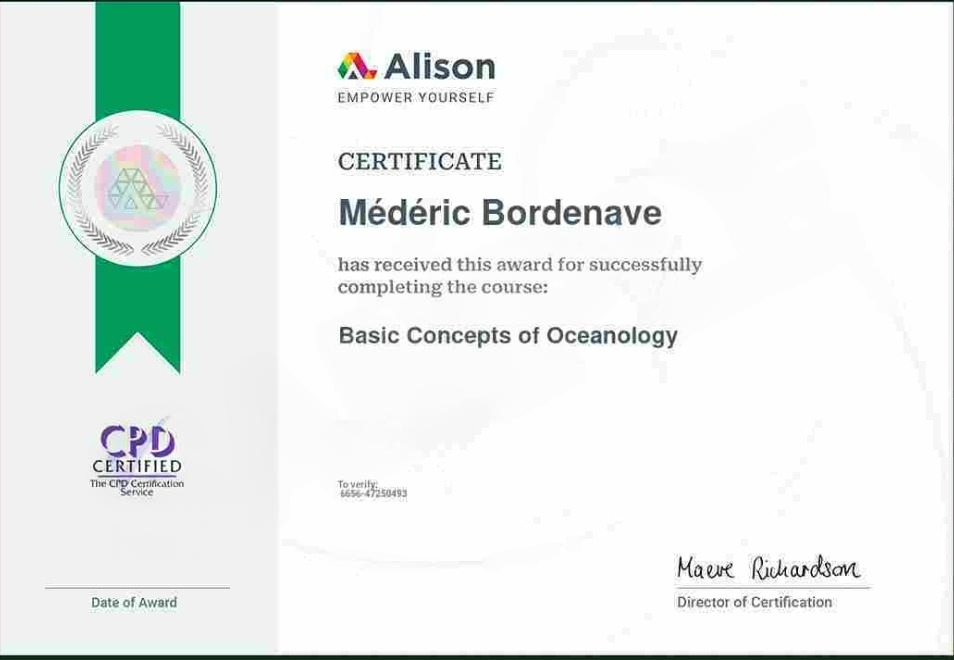 Alison
EMPOWER YOURSELF
CERTIFICATE
Médéric Bordenave
has received this award for successfully
completing the course:
Basic Concepts of Oceanology
CPD
CERTIFIED
The CPD Certification
Service
To verify:
6656-47250493
Maeve Richardson
Date of Award
Director of Certification